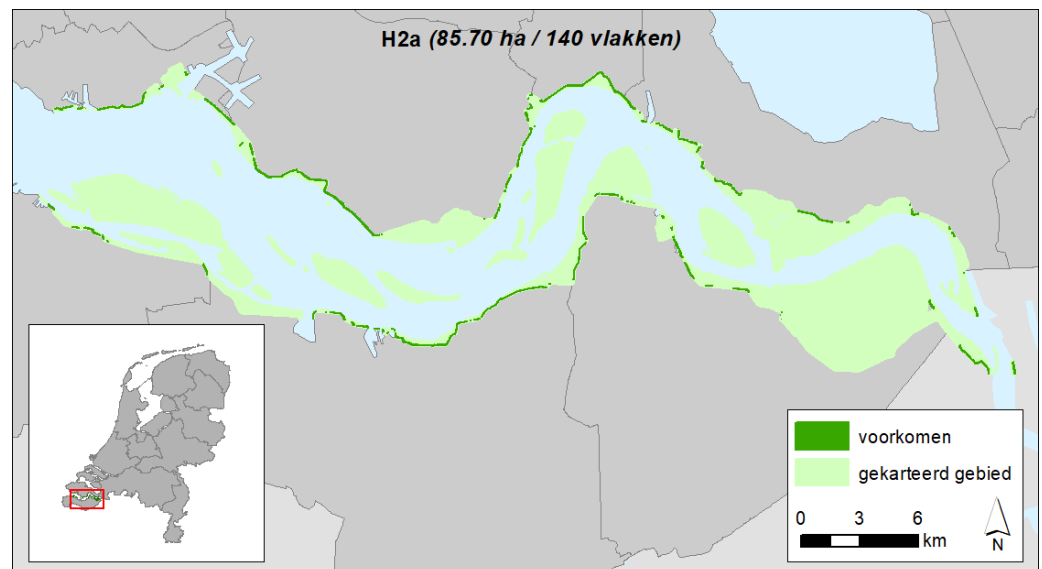 H2a (85.70 ha / 140 vlakken)
voorkomen
gekarteerd gebied
0 3 6
km
N